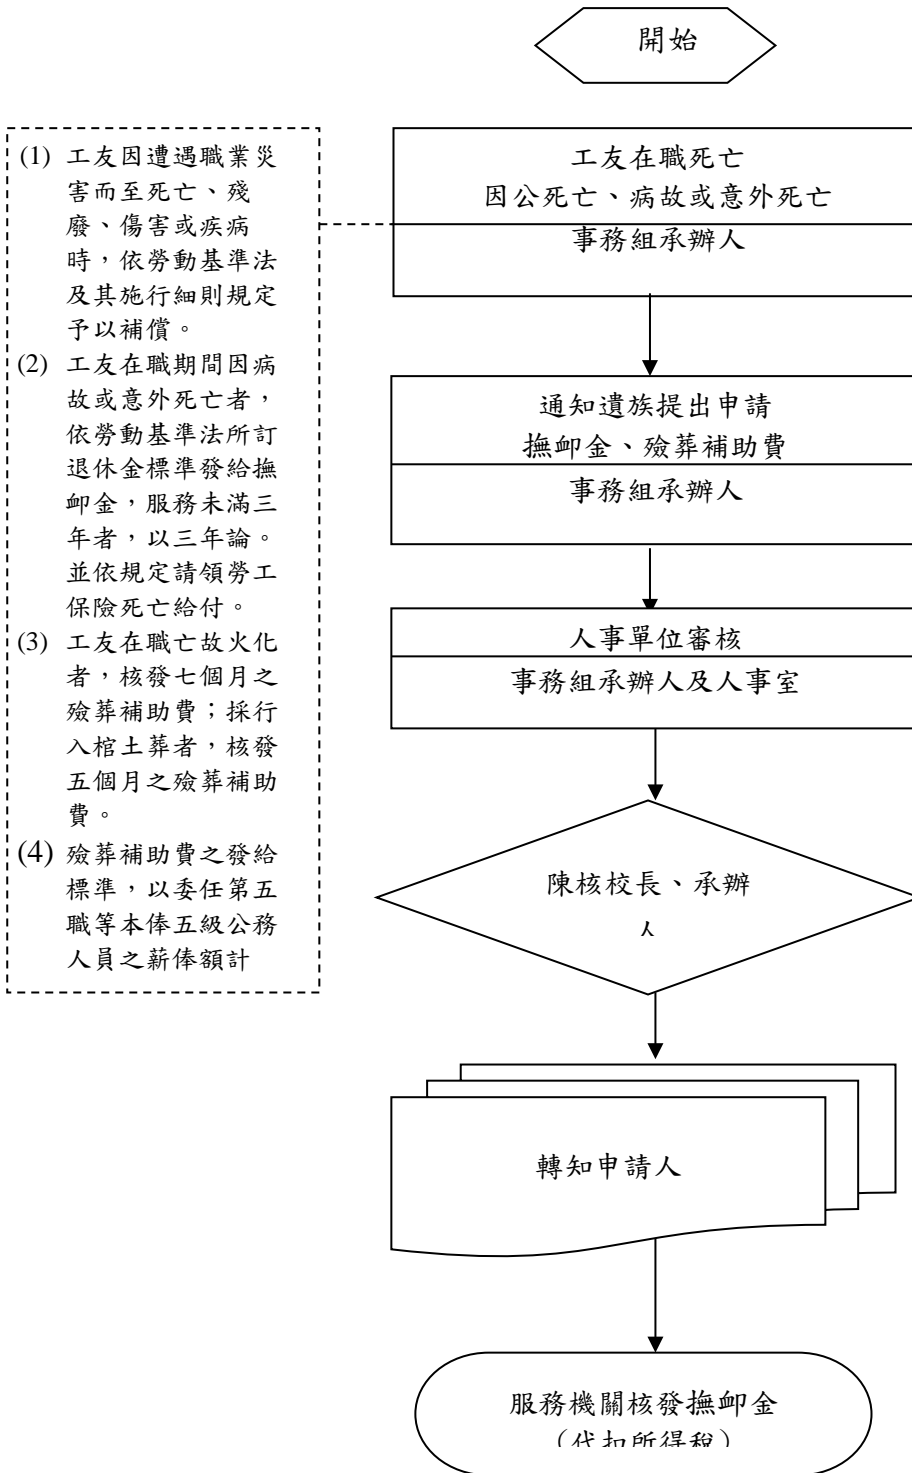 開始
(1) 工友因遭遇職業災
害而至死亡、殘
廢、傷害或疾病
時，依勞動基準法
及其施行細則規定
予以補償。
(2) 工友在職期間因病
故或意外死亡者，
依勞動基準法所訂
退休金標準發給撫
卹金，服務未滿三
年者，以三年論。
並依規定請領勞工
保險死亡給付。
(3) 工友在職亡故火化
者，核發七個月之
殮葬補助費；採行
入棺土葬者，核發
五個月之殮葬補助
費。
(4) 殮葬補助費之發給
標準，以委任第五
職等本俸五級公務
人員之薪俸額計
工友在職死亡
因公死亡、病故或意外死亡
事務組承辦人
通知遺族提出申請
撫卹金、殮葬補助費
事務組承辦人
人事單位審核
事務組承辦人及人事室
陳核校長、承辦
人
轉知申請人
服務機關核發撫卹金
（代扣所得稅）